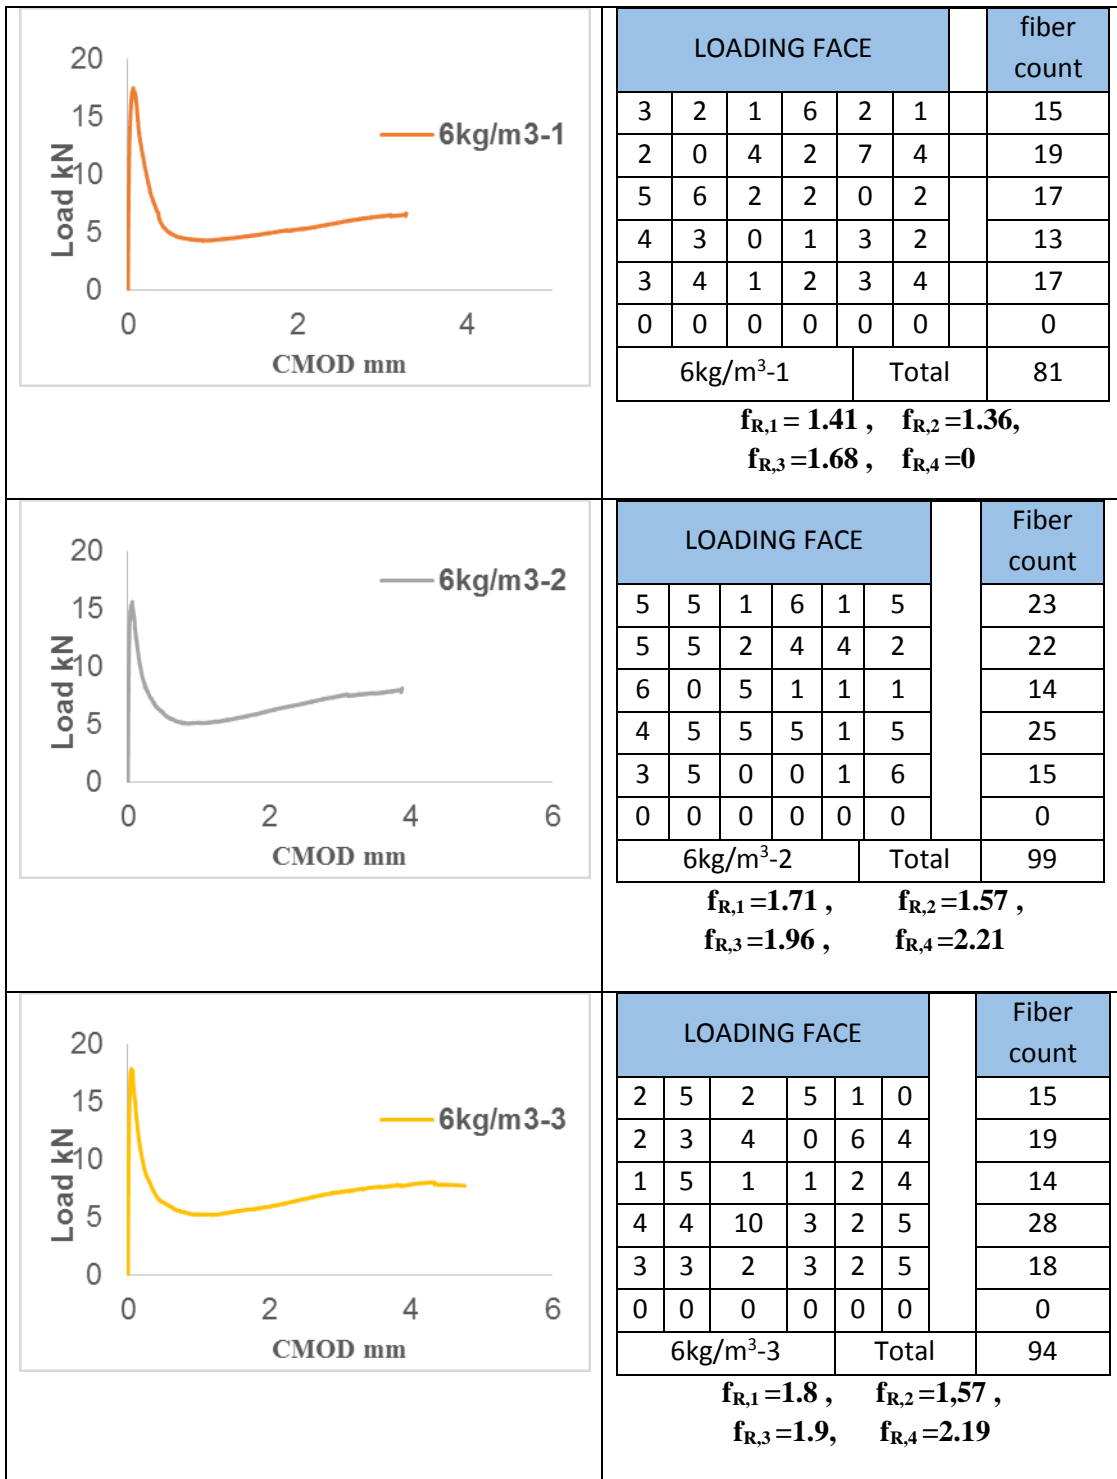 20
15
10
5
0
Load kN
6kg/m3-1
0 2 4
CMOD mm
LOADING FACE fiber count
3 2 1 6 2 1 15
2 0 4 2 7 4 19
5 6 2 2 0 2 17
4 3 0 1 3 2 13
3 4 1 2 3 4 17
0 0 0 0 0 0 0
6kg/m³-1 Total 81
fR,1 = 1.41 , fR,2 =1.36,
fR,3 =1.68 , fR,4 =0
20
15
10
5
0
Load kN
6kg/m3-2
0 2 4 6
CMOD mm
LOADING FACE Fiber count
5 5 1 6 1 5 23
5 5 2 4 4 2 22
6 0 5 1 1 1 14
4 5 5 5 1 5 25
3 5 0 0 1 6 15
0 0 0 0 0 0 0
6kg/m³-2 Total 99
fR,1 =1.71 , fR,2 =1.57 ,
fR,3 =1.96 , fR,4 =2.21
20
15
10
5
0
Load kN
6kg/m3-3
0 2 4 6
CMOD mm
LOADING FACE Fiber count
2 5 2 5 1 0 15
2 3 4 0 6 4 19
1 5 1 1 2 4 14
4 4 10 3 2 5 28
3 3 2 3 2 5 18
0 0 0 0 0 0 0
6kg/m³-3 Total 94
fR,1 =1.8 , fR,2 =1,57 ,
fR,3 =1.9, fR,4 =2.19